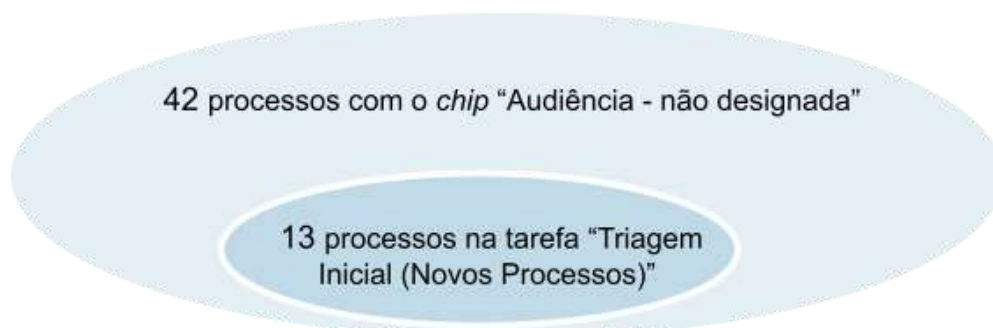 42 processos com o chip “Audiência - não designada”
13 processos na tarefa “Triagem
Inicial (Novos Processos)”